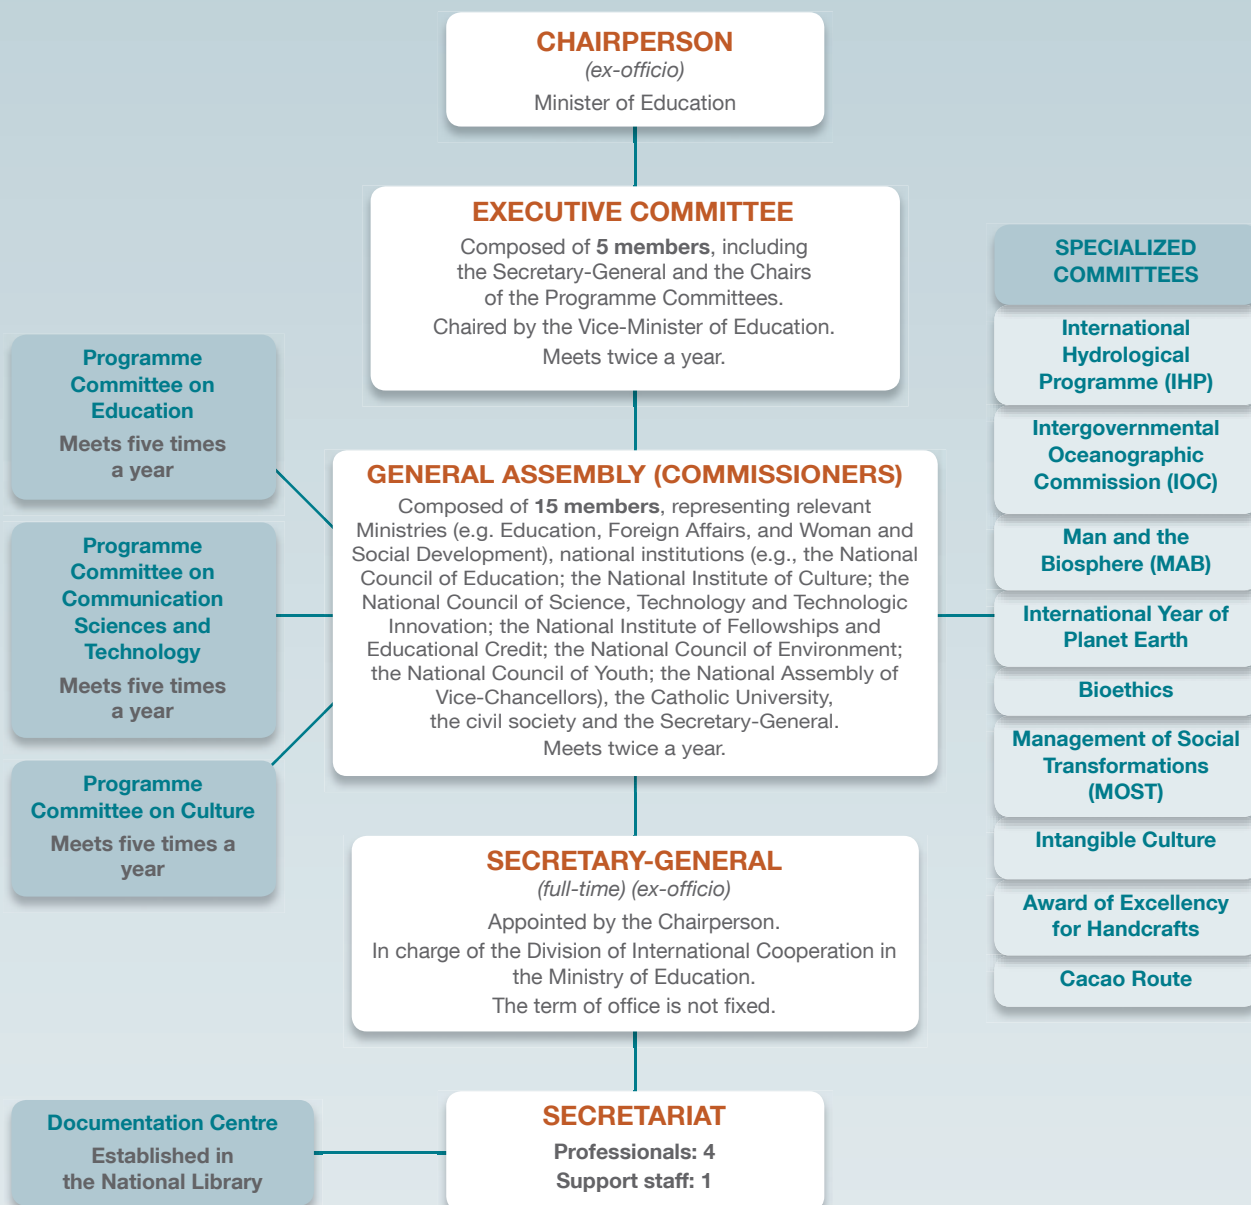 CHAIRPERSON
(ex-officio)
Minister of Education
EXECUTIVE COMMITTEE
Composed of 5 members, including
the Secretary-General and the Chairs
of the Programme Committees.
Chaired by the Vice-Minister of Education.
Meets twice a year.
Programme
Committee on
Education
Meets five times
a year
Programme
Committee on
Communication
Sciences and
Technology
Meets five times
a year
Programme
Committee on Culture
Meets five times a
year
GENERAL ASSEMBLY (COMMISSIONERS)
Composed of 15 members, representing relevant
Ministries (e.g. Education, Foreign Affairs, and Woman and
Social Development), national institutions (e.g., the National
Council of Education; the National Institute of Culture; the
National Council of Science, Technology and Technologic
Innovation; the National Institute of Fellowships and
Educational Credit; the National Council of Environment;
the National Council of Youth; the National Assembly of
Vice-Chancellors), the Catholic University,
the civil society and the Secretary-General.
Meets twice a year.
SPECIALIZED
COMMITTEES
International
Hydrological
Programme (IHP)
Intergovernmental
Oceanographic
Commission (IOC)
Man and the
Biosphere (MAB)
International Year of
Planet Earth
Bioethics
Management of Social
Transformations
(MOST)
Intangible Culture
Award of Excellency
for Handcrafts
Cacao Route
SECRETARY-GENERAL
(full-time) (ex-officio)
Appointed by the Chairperson.
In charge of the Division of International Cooperation in
the Ministry of Education.
The term of office is not fixed.
Documentation Centre
Established in
the National Library
SECRETARIAT
Professionals: 4
Support staff: 1